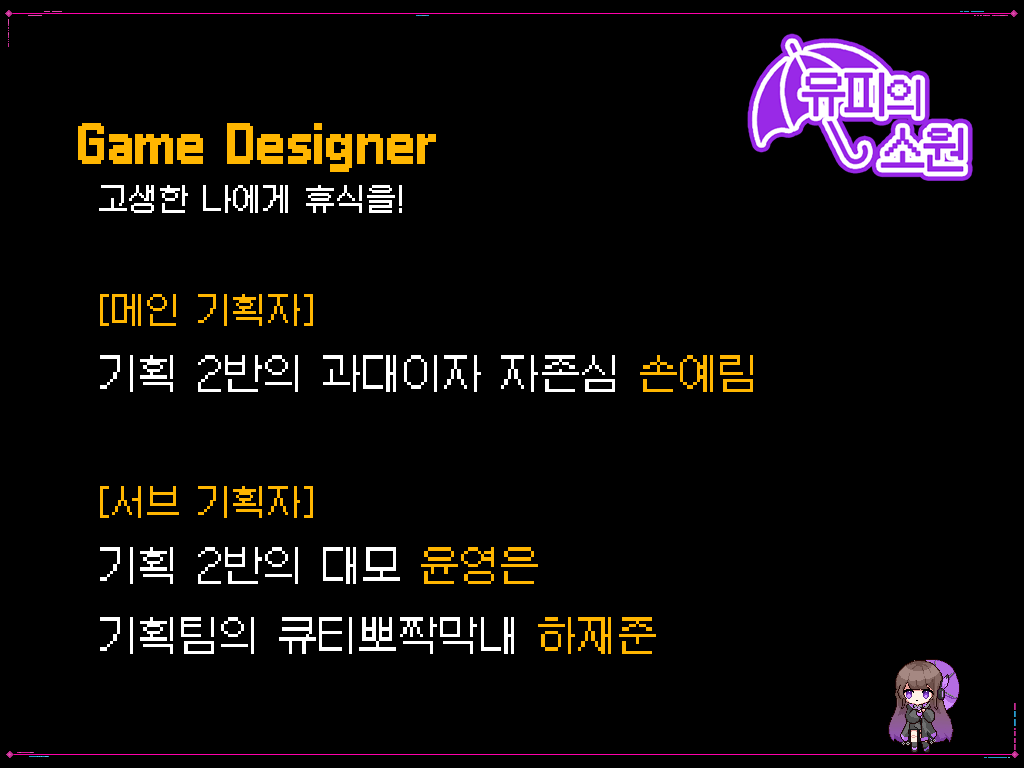 뮤피의
소원
Game Designer
고생한 나에게 휴식을!
[메인 기획자]
기획 2반의 과대이자 자존심 손예림
[서브 기획자]
기획 2반의 대모 윤영은
기획팀의 큐티뽀짝막내 하재준